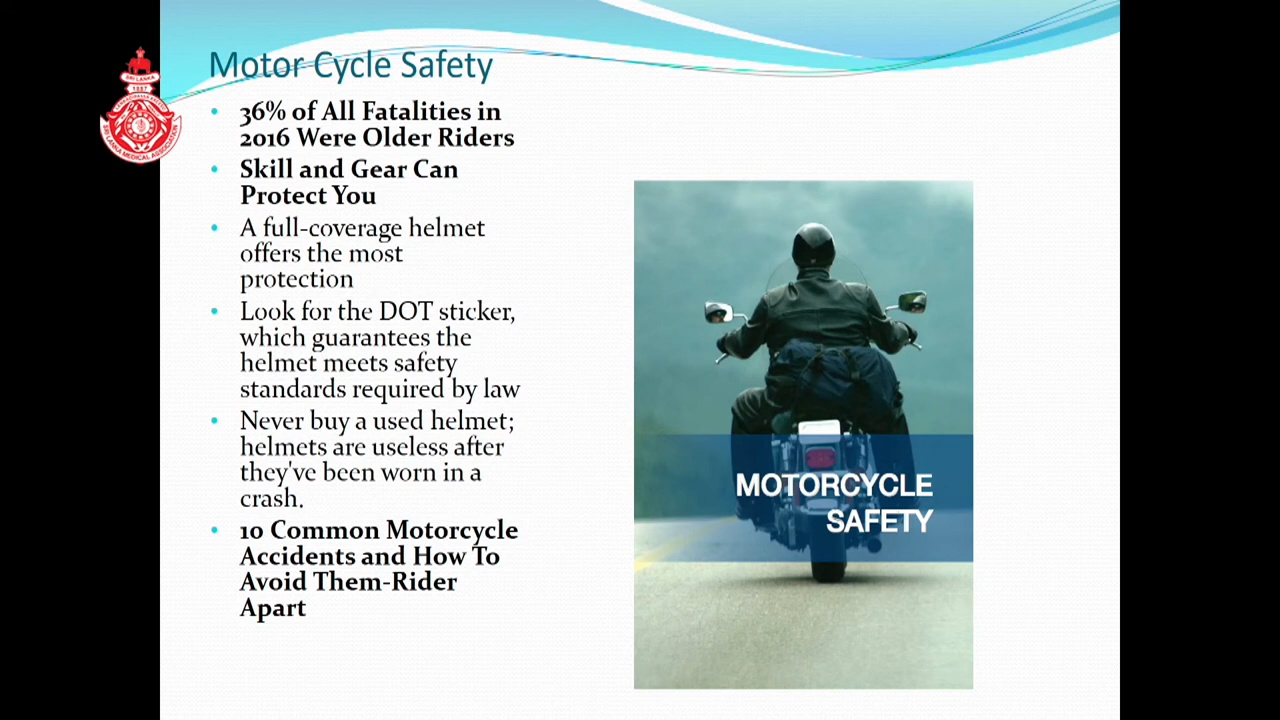 Motor Cycle Safety
SRI LANKA
1887
SRI LANKA MEDICAL ASSOCIATION
36% of All Fatalities in
2016 Were Older Riders
Skill and Gear Can
Protect You
A full-coverage helmet
offers the most
protection
Look for the DOT sticker,
which guarantees the
helmet meets safety
standards required by law
Never buy a used helmet;
helmets are useless after
they've been worn in a
crash.
10 Common Motorcycle
Accidents and How To
Avoid Them-Rider
Apart
MOTORCYCLE
SAFETY